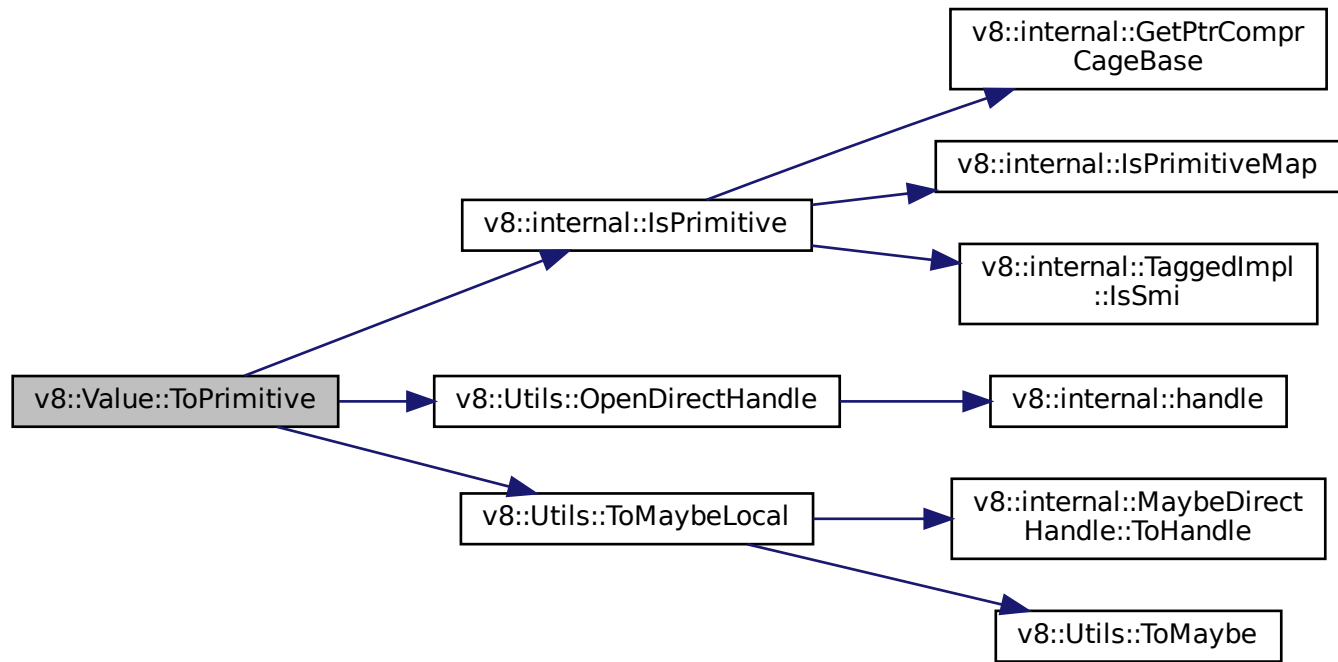 v8::internal::GetPtrCompr
CageBase
v8::internal::IsPrimitiveMap
v8::internal::IsPrimitive
v8::internal::TaggedImpl
::IsSmi
v8::Value::ToPrimitive
v8::Utils::OpenDirectHandle
v8::internal::handle
v8::Utils::ToMaybeLocal
v8::internal::MaybeDirect
Handle::ToHandle
v8::Utils::ToMaybe